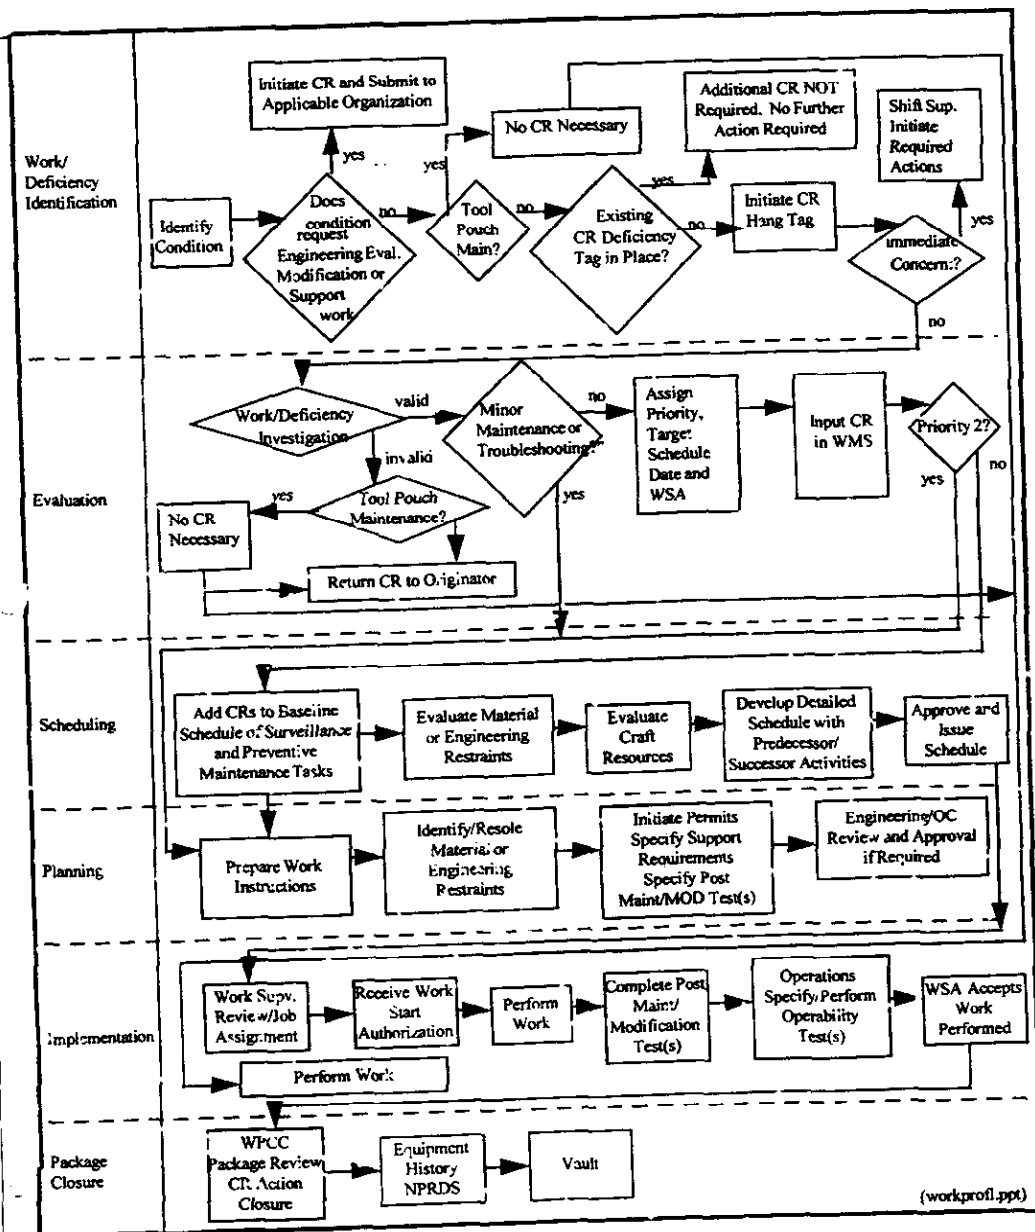 Work/
Deficiency
Identification
Initiate CR and Submit to
Applicable Organization
yes
Identify
Condition
Does
condition
request
Engineering Eval.
Modification or
Support
work
no
yes
Tool
Pouch
Main?
no
No CR Necessary
Existing
CR Deficiency
Tag in Place?
yes
Additional CR NOT
Required. No Further
Action Required
no
Initiate CR
Hang Tag
Shift Sup.
Initiate
Required
Actions
yes
immediate
Concern?
no
Evaluation
Work/Deficiency
Investigation
valid
invalid
Tool Pouch
Maintenance?
yes
No CR
Necessary
Return CR to Originator
Minor
Maintenance or
Troubleshooting?
no
yes
Assign
Priority,
Target
Schedule
Date and
WSA
Input CR
in WMS
Priority 2?
yes
no
Scheduling
Add CRs to Baseline
Schedule of Surveillance
and Preventive
Maintenance Tasks
Evaluate Material
or Engineering
Restraints
Evaluate
Craft
Resources
Develop Detailed
Schedule with
Predecessor/
Successor Activities
Approve and
Issue
Schedule
Planning
Prepare Work
Instructions
Identify/Resole
Material or
Engineering
Restraints
Initiate Permits
Specify Support
Requirements
Specify Post
Maint/MOD Test(s)
Engineering/OC
Review and Approval
if Required
Implementation
Work Supv.
Review/Job
Assignment
Receive Work
Start
Authorization
Perform
Work
Complete Post
Maint/
Modification
Test(s)
Operations
Specify/Perform
Operability
Test(s)
WSA Accepts
Work
Performed
Perform Work
Package
Closure
WPCC
Package Review
CR Action
Closure
Equipment
History
NPRDS
Vault
(workprofl.ppt)